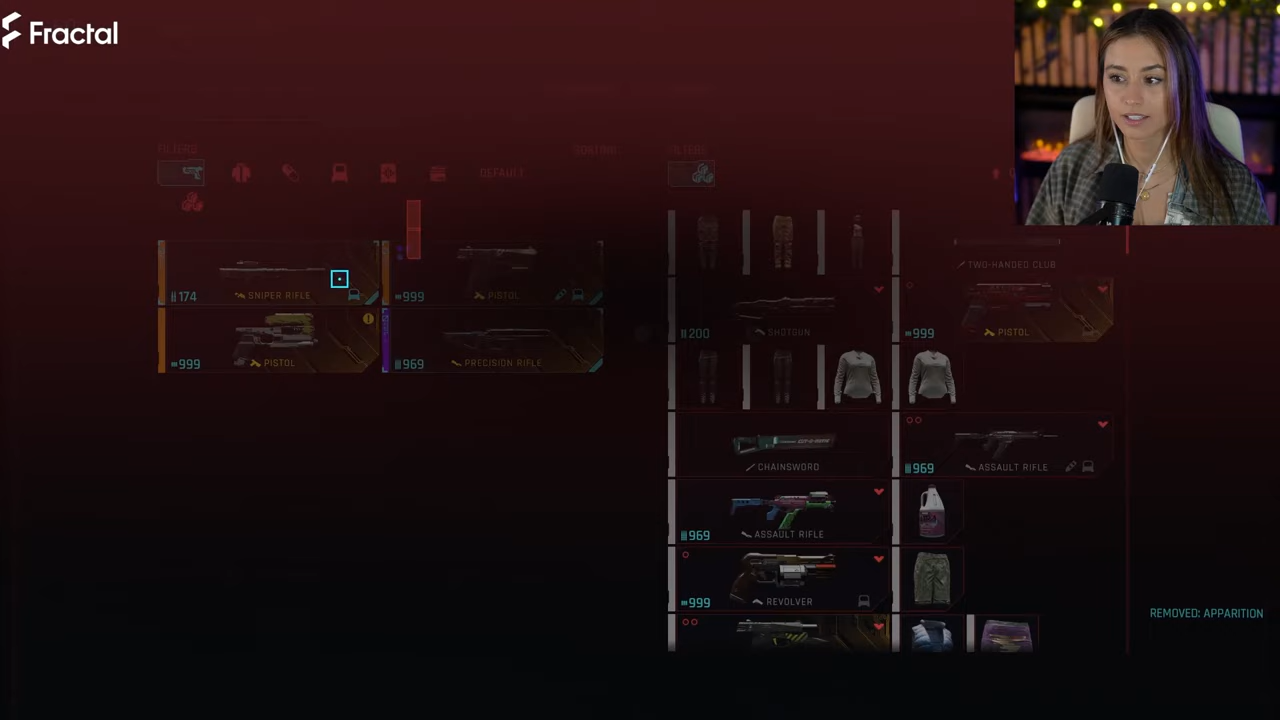 Fractal
FILTERS
SORTING
FILTERS
DEFAULT
174
SNIPER RIFLE
999
PISTOL
999
PISTOL
969
PRECISION RIFLE
TWO-HANDED CLUB
200
SHOTGUN
999
PISTOL
CHAINSWORD
969
ASSAULT RIFLE
969
ASSAULT RIFLE
999
REVOLVER
REMOVED: APPARITION